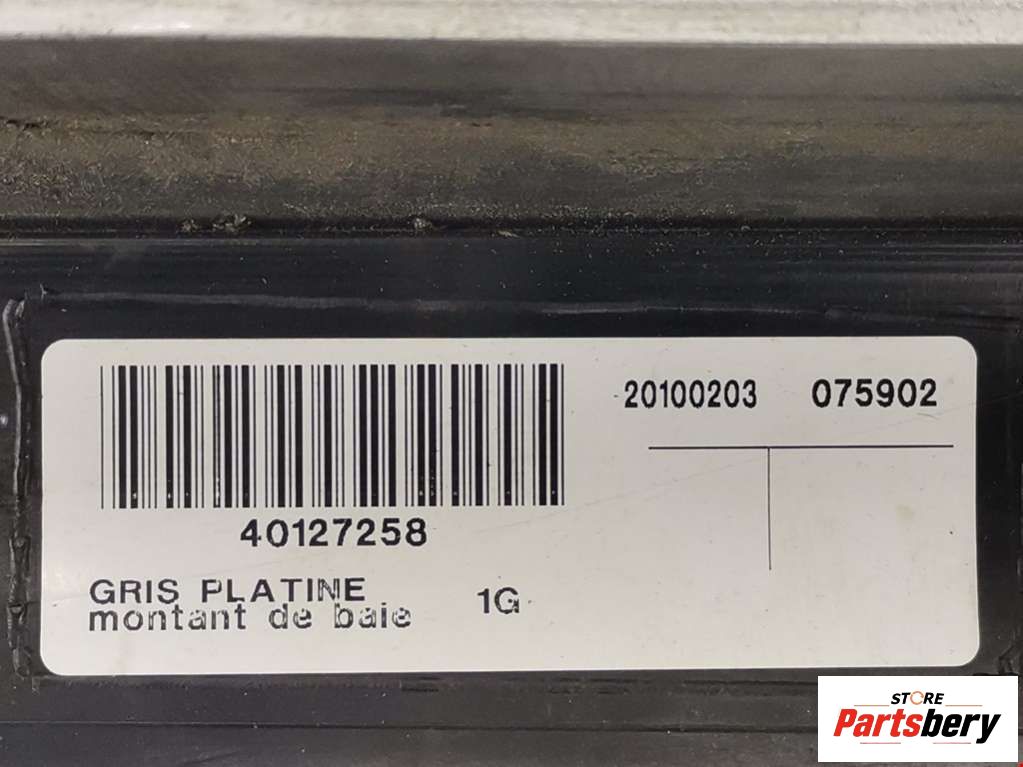 20100203 075902
40127258
GRIS PLATINE
montant de baie 1G
STORE
Partsbery